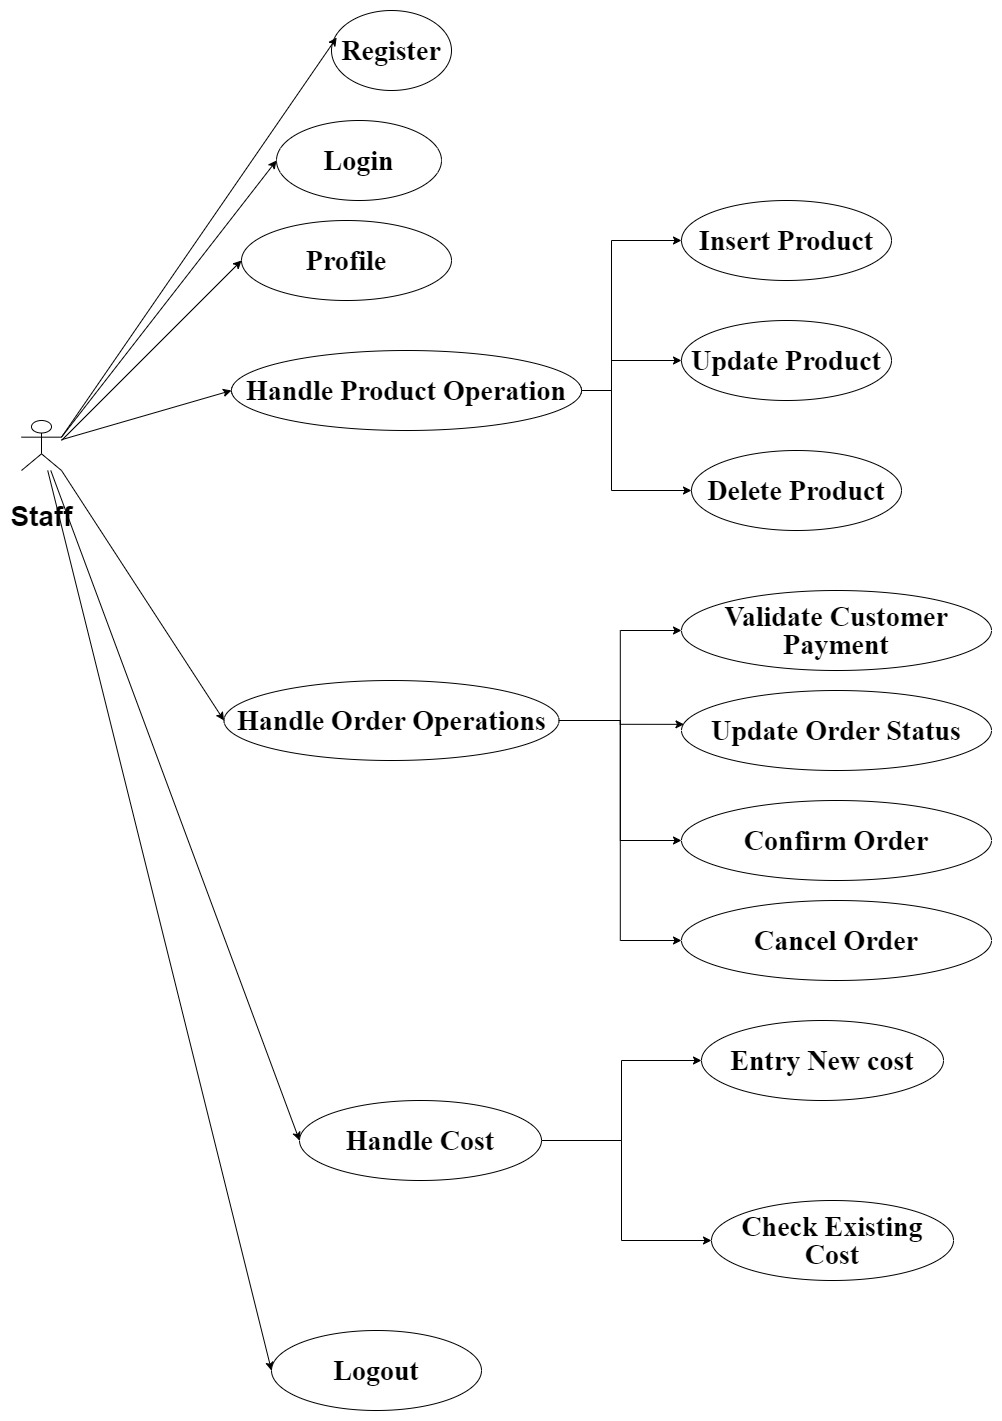 Register
Login
Profile
Insert Product
Update Product
Handle Product Operation
Delete Product
Staff
Validate Customer
Payment
Handle Order Operations
Update Order Status
Confirm Order
Cancel Order
Entry New cost
Handle Cost
Check Existing
Cost
Logout